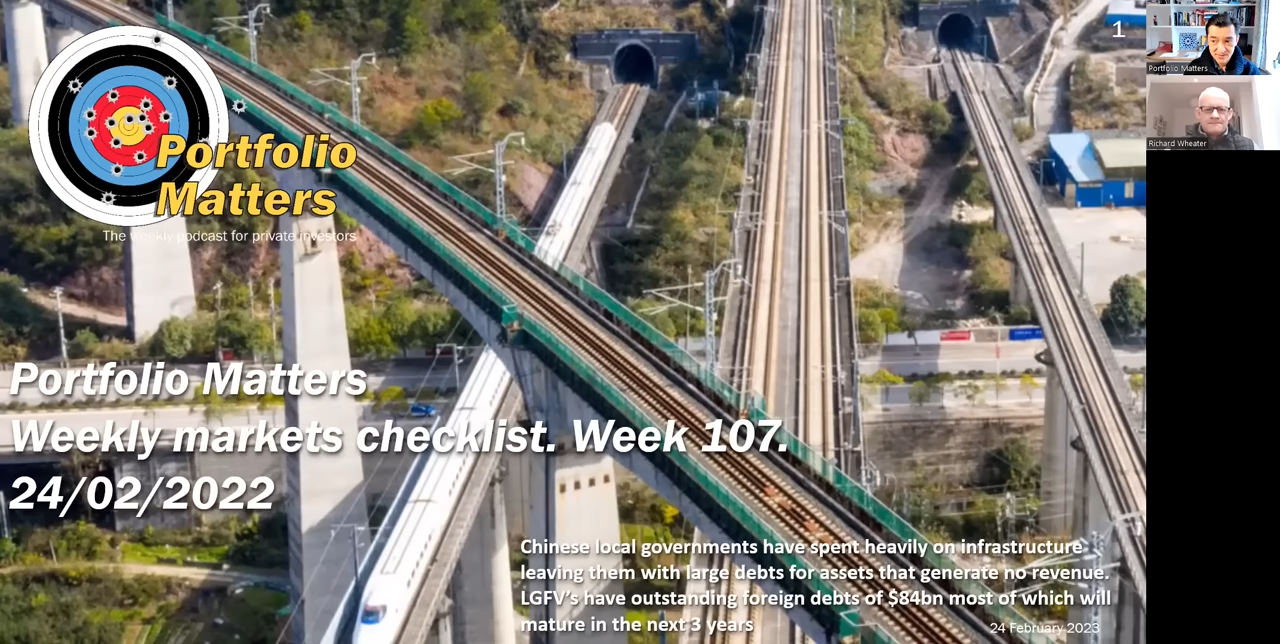 1
Portfolio Matters
Richard Wheater
Portfolio
Matters
The weekly podcast for private investors
Portfolio Matters
Weekly markets checklist. Week 107.
24/02/2022
Chinese local governments have spent heavily on infrastructure
leaving them with large debts for assets that generate no revenue.
LGFV's have outstanding foreign debts of $84bn most of which will
mature in the next 3 years
24 February 2023